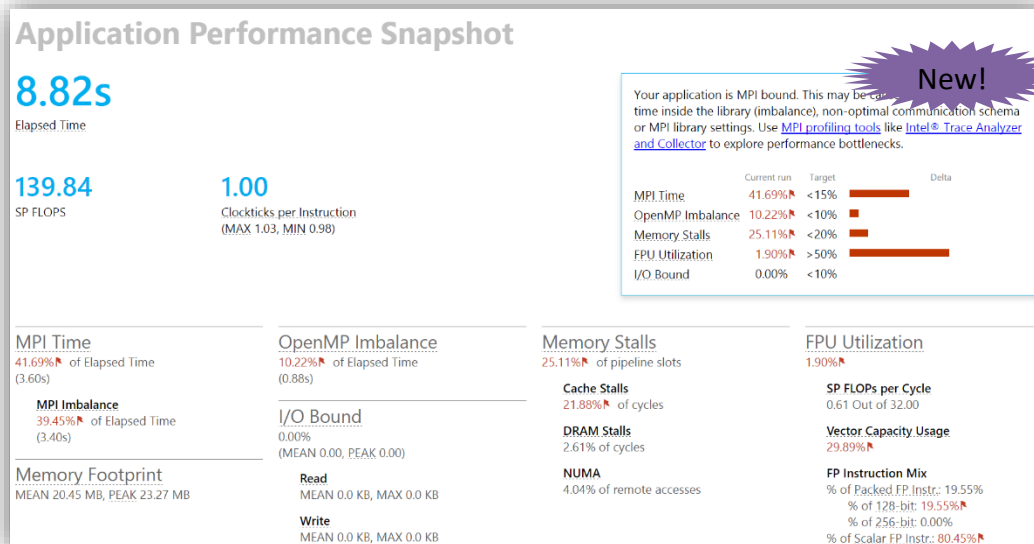 Application Performance Snapshot
New!
8.82s
Elapsed Time
139.84
SP FLOPS
1.00
Clockticks per Instruction
(MAX 1.03, MIN 0.98)
Your application is MPI bound. This may be
time inside the library (imbalance), non-optimal communication schema
or MPI library settings. Use MPI profiling tools like Intel® Trace Analyzer
and Collector to explore performance bottlenecks.
Current run Target Delta
MPI Time 41.69% <15%
OpenMP Imbalance 10.22% <10%
Memory Stalls 25.11% <20%
FPU Utilization 1.90% >50%
I/O Bound 0.00% <10%
MPI Time
41.69% of Elapsed Time
(3.60s)
MPI Imbalance
39.45% of Elapsed Time
(3.40s)
Memory Footprint
MEAN 20.45 MB, PEAK 23.27 MB
OpenMP Imbalance
10.22% of Elapsed Time
(0.88s)
I/O Bound
0.00%
(MEAN 0.00, PEAK 0.00)
Read
MEAN 0.0 KB, MAX 0.0 KB
Write
MEAN 0.0 KB, MAX 0.0 KB
Memory Stalls
25.11% of pipeline slots
Cache Stalls
21.88% of cycles
DRAM Stalls
2.61% of cycles
NUMA
4.04% of remote accesses
FPU Utilization
1.90%
SP FLOPs per Cycle
0.61 Out of 32.00
Vector Capacity Usage
29.89%
FP Instruction Mix
% of Packed FP Instr.: 19.55%
% of 128-bit: 19.55%
% of 256-bit: 0.00%
% of Scalar FP Instr.: 80.45%